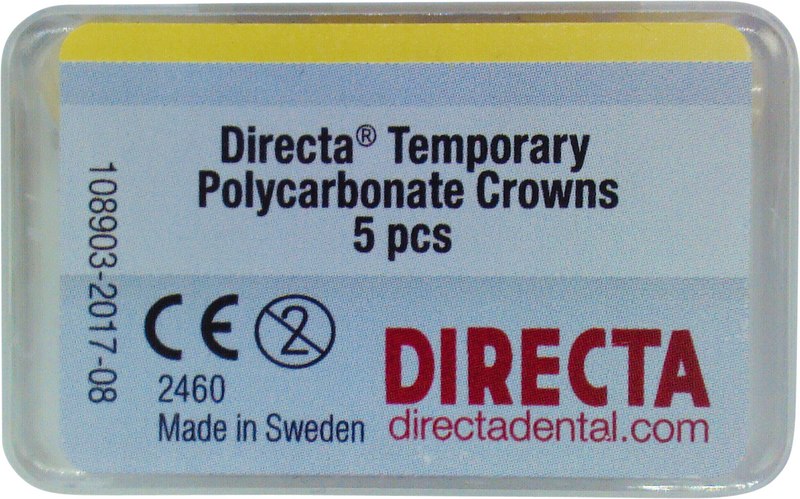 Directa® Temporary
Polycarbonate Crowns
5 pcs
108903-2017-08
CE 2
2460
Made in Sweden
DIRECTA
directadental.com